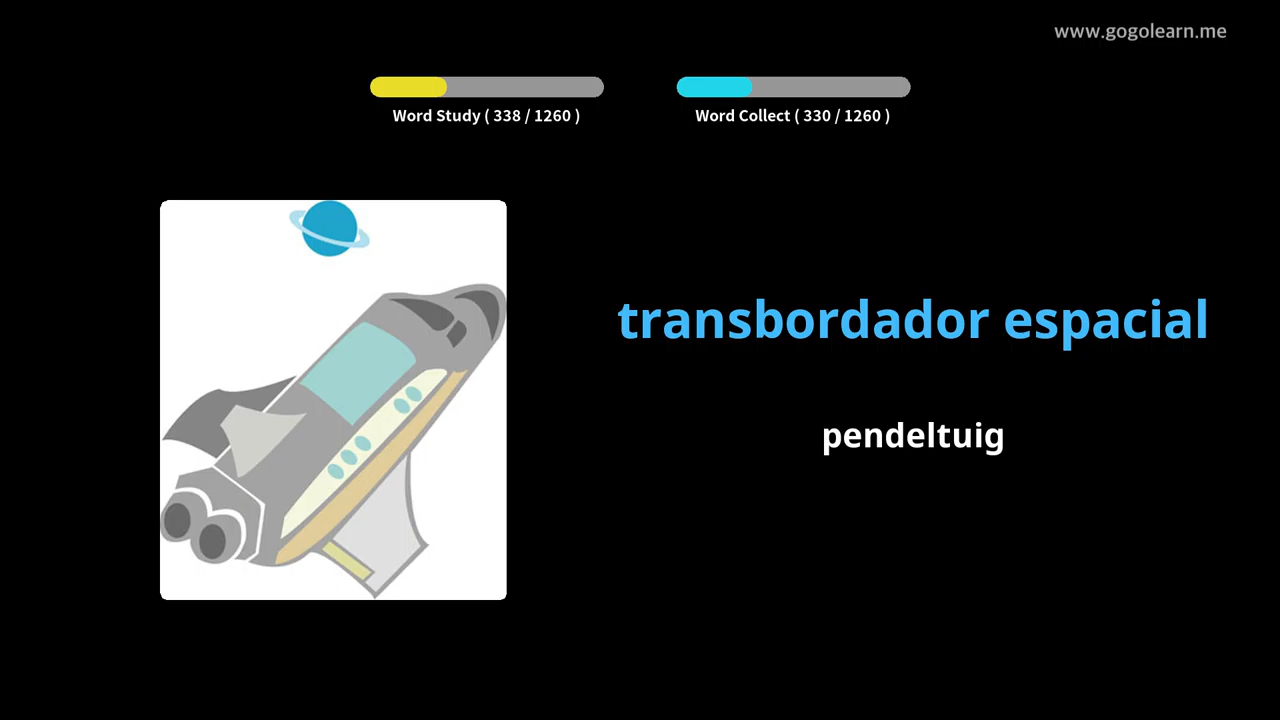 www.gogolearn.me
Word Study ( 338 / 1260 )
Word Collect ( 330 / 1260 )
transbordador espacial
pendeltuig